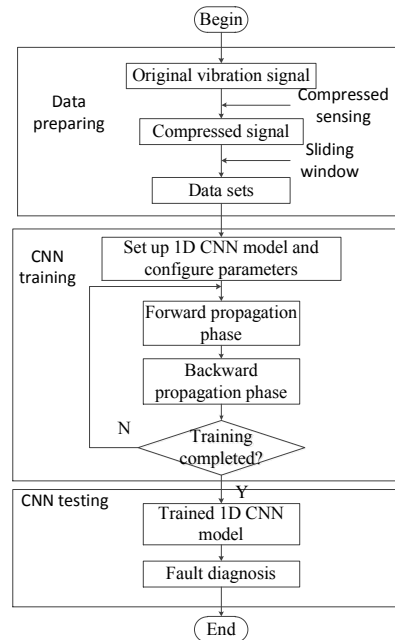 Begin
Original vibration signal
Data
preparing
Compressed
sensing
Compressed signal
Sliding
window
Data sets
CNN
training
Set up 1D CNN model and
configure parameters
Forward propagation
phase
Backward
propagation phase
N
Training
completed?
Y
CNN testing
Trained 1D CNN
model
Fault diagnosis
End